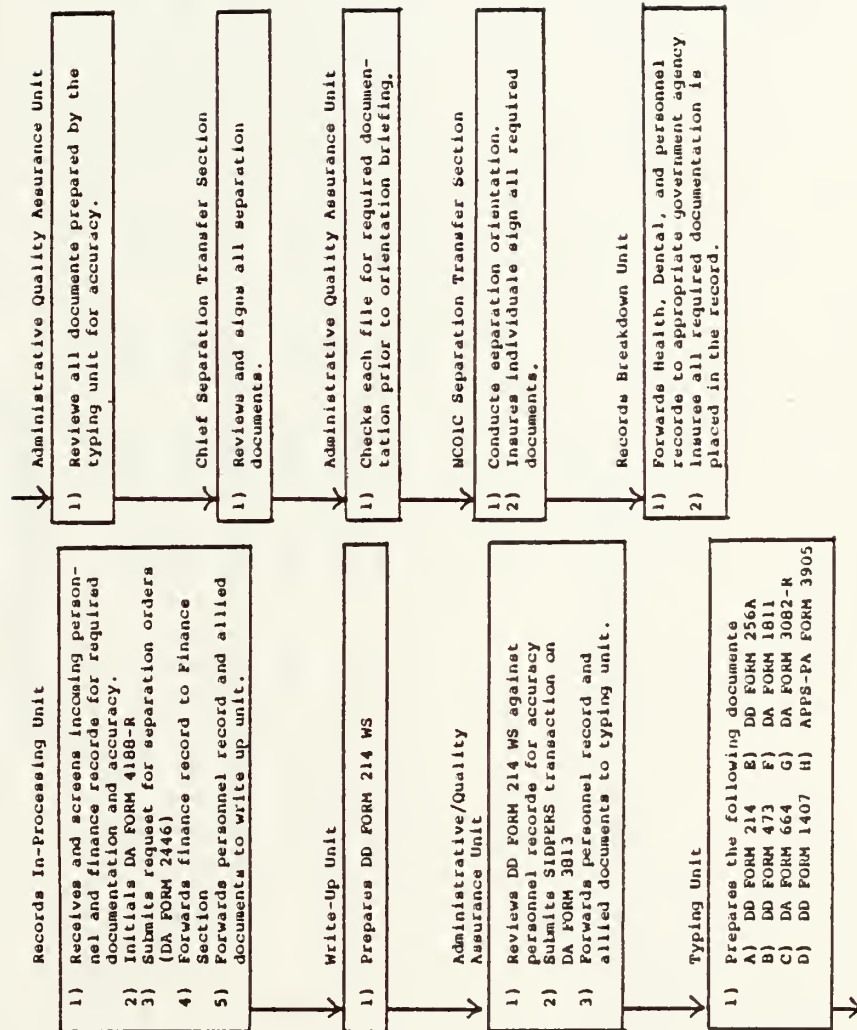 Records In-Processing Unit
1) Receives and screens incoming person-
nel and finance records for required
documentation and accuracy.
2) Initials DA FORM 4188-R
3) Submits request for separation orders
(DA FORM 2446)
4) Forwards finance record to Finance
Section
5) Forwards personnel record and allied
documents to write up unit.
Write-Up Unit
1) Prepares DD FORM 214 WS
Administrative/Quality
Assurance Unit
1) Reviews DD FORM 214 WS against
personnel records for accuracy
2) Submits SIDPERS transaction on
DA FORM 3813
3) Forwards personnel record and
allied documents to typing unit.
Typing Unit
1) Prepares the following documents
A) DD FORM 214 E) DD FORM 256A
B) DD FORM 473 F) DA FORM 1811
C) DA FORM 664 G) DA FORM 3082-R
D) DD FORM 1407 H) APPS-PA FORM 3905
Administrative Quality Assurance Unit
1) Reviews all documents prepared by the
typing unit for accuracy.
Chief Separation Transfer Section
1) Reviews and signs all separation
documents.
Administrative Quality Assurance Unit
1) Checks each file for required documen-
tation prior to orientation briefing.
NCOIC Separation Transfer Section
1) Conducts separation orientation.
2) Insures individuals sign all required
documents.
Records Breakdown Unit
1) Forwards Health, Dental, and personnel
records to appropriate government agency
2) Insures all required documentation is
placed in the record.